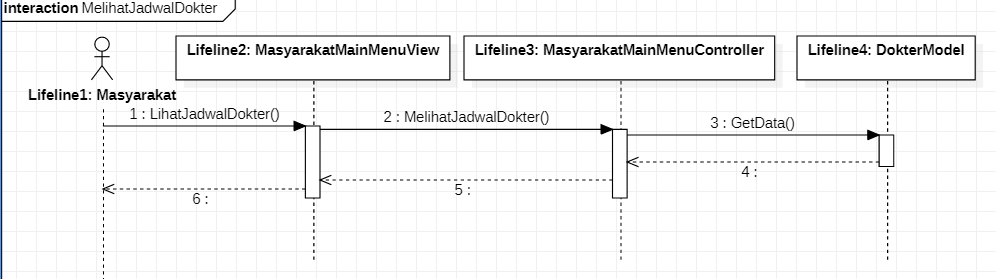 interaction MelihatJadwalDokter
Lifeline2: MasyarakatMainMenuView
Lifeline3: MasyarakatMainMenuController
Lifeline4: DokterModel
Lifeline1: Masyarakat
1 : LihatJadwalDokter()
2 : MelihatJadwalDokter()
3 : GetData()
4 :
5 :
6 :